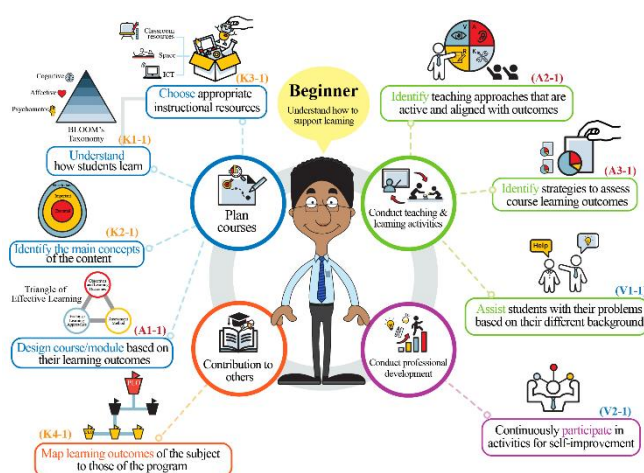 Classroom
resources
Space
ICT
(K3-1)
Choose appropriate
instructional resources
Cognitive
Affective
Psychomotor
BLOOM's
Taxonomy
(K1-1)
Understand
how students learn
(K2-1)
Identify the main concepts
of the content
Triangle of
Effective Learning
(A1-1)
Design course/module based on
their learning outcomes
PLO
(K4-1)
Map learning outcomes of the subject
to those of the program
Beginner
Understand how to
support learning
Plan
courses
Conduct teaching &
learning activities
Contribution to
others
Conduct professional
development
V
A
R
K
(A2-1)
Identify teaching approaches that are
active and aligned with outcomes
(A3-1)
Identify strategies to assess
course learning outcomes
Help
(V1-1)
Assist students with their problems
based on their different background
(V2-1)
Continuously participate in
activities for self-improvement